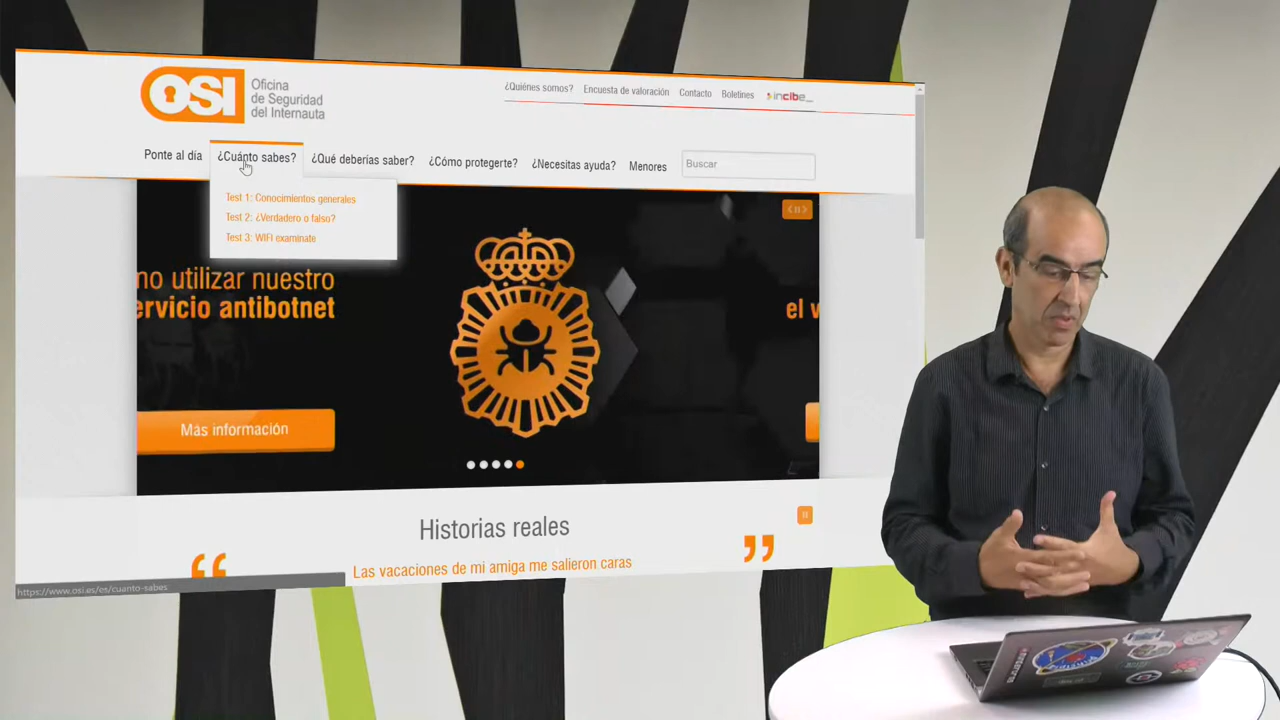 OSI
Oficina
de Seguridad
del Internauta
¿Quiénes somos? Encuesta de valoración Contacto Boletines incibe_
Ponte al día ¿Cuánto sabes? ¿Qué deberías saber? ¿Cómo protegerte? ¿Necesitas ayuda? Menores Buscar
Test 1: Conocimientos generales
Test 2: ¿Verdadero o falso?
Test 3: WIFI examínate
no utilizar nuestro
ervicio antibotnet
el v
Más información
Historias reales
“ ”
Las vacaciones de mi amiga me salieron caras
https://www.osi.es/es/cuanto-sabes